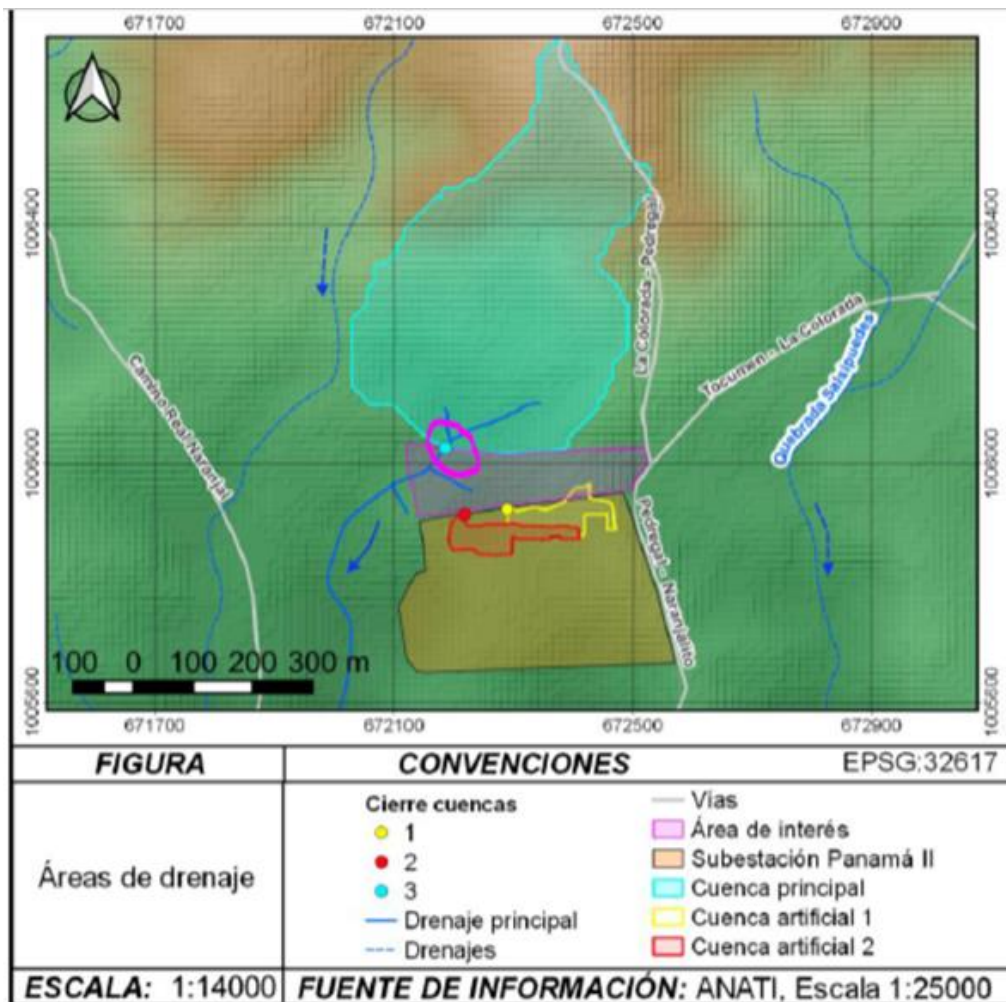 671700 672100 672500 672900
1006400 1006400
La Colorada - Pedregal
Tocumen - La Colorada
Quebrada Salsipuedes
Camino Real Naranjal
1006000 1006000
Pedregal - Naranjalito
100 0 100 200 300 m
1005600 1005600
671700 672100 672500 672900
FIGURA CONVENCIONES EPSG:32617
Áreas de drenaje
Cierre cuencas
1
2
3
Drenaje principal
Drenajes
Vías
Área de interés
Subestación Panamá II
Cuenca principal
Cuenca artificial 1
Cuenca artificial 2
ESCALA: 1:14000 FUENTE DE INFORMACIÓN: ANATI, Escala 1:25000